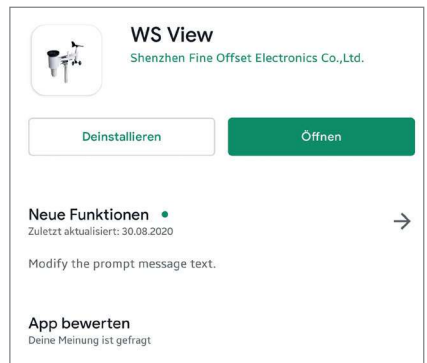 WS View
Shenzhen Fine Offset Electronics Co.,Ltd.
Deinstallieren
Öffnen
Neue Funktionen
Zuletzt aktualisiert: 30.08.2020
Modify the prompt message text.
App bewerten
Deine Meinung ist gefragt